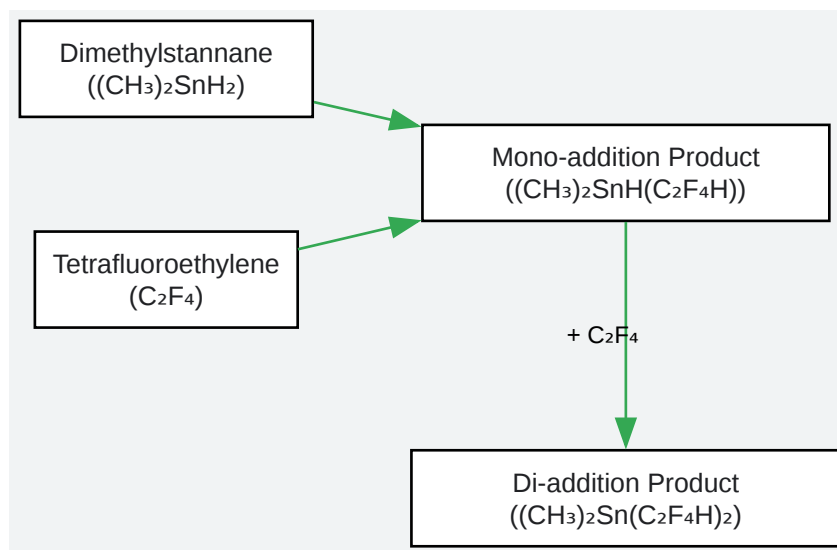 Dimethylstannane
((CH₃)₂SnH₂)
Mono-addition Product
((CH₃)₂SnH(C₂F₄H))
Tetrafluoroethylene
(C₂F₄)
+ C₂F₄
Di-addition Product
((CH₃)₂Sn(C₂F₄H)₂)